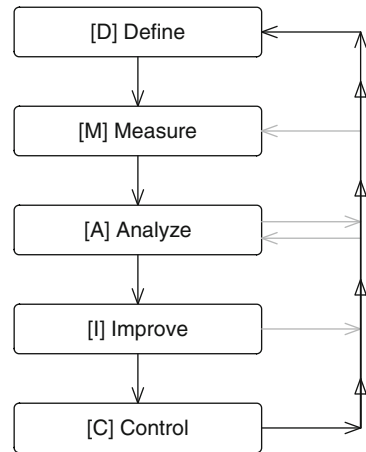 [D] Define
[M] Measure
[A] Analyze
[I] Improve
[C] Control